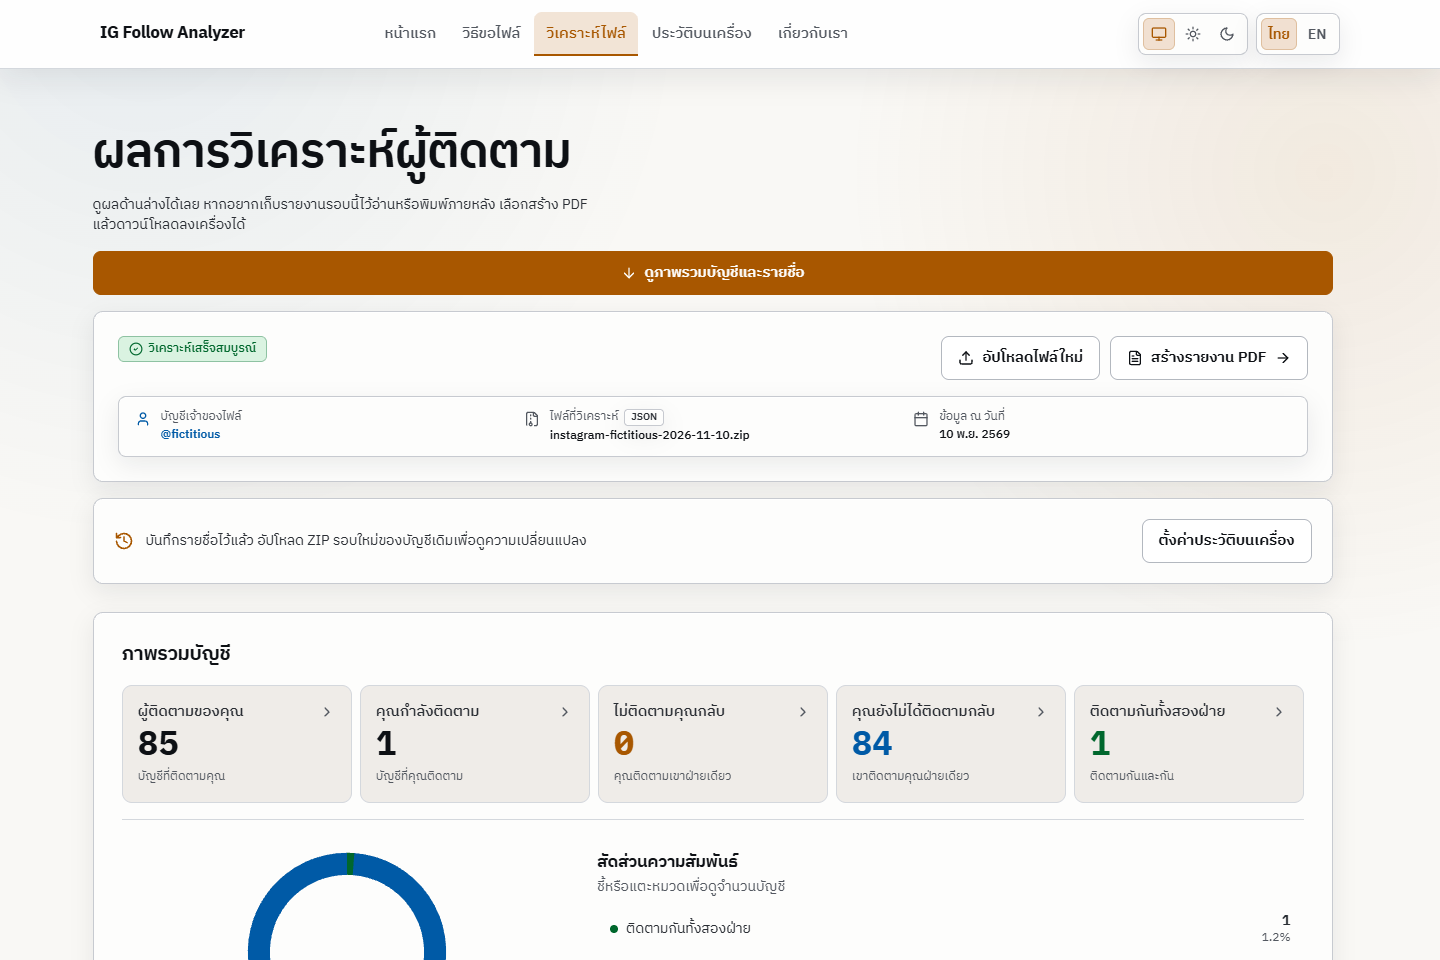 IG Follow Analyzer
หน้าแรก
วิธีขอไฟล์
วิเคราะห์ไฟล์
ประวัติบนเครื่อง
เกี่ยวกับเรา
ไทย
EN
ผลการวิเคราะห์ผู้ติดตาม
ดูผลด้านล่างได้เลย หากอยากเก็บรายงานรอบนี้ไว้อ่านหรือพิมพ์ภายหลัง เลือกสร้าง PDF
แล้วดาวน์โหลดลงเครื่องได้
ดูภาพรวมบัญชีและรายชื่อ
วิเคราะห์เสร็จสมบูรณ์
อัปโหลดไฟล์ใหม่
สร้างรายงาน PDF
บัญชีเจ้าของไฟล์
@fictitious
ไฟล์ที่วิเคราะห์ JSON
instagram-fictitious-2026-11-10.zip
ข้อมูล ณ วันที่
10 พ.ย. 2569
บันทึกรายชื่อไว้แล้ว อัปโหลด ZIP รอบใหม่ของบัญชีเดิมเพื่อดูความเปลี่ยนแปลง
ตั้งค่าประวัติบนเครื่อง
ภาพรวมบัญชี
ผู้ติดตามของคุณ
85
บัญชีที่ติดตามคุณ
คุณกำลังติดตาม
1
บัญชีที่คุณติดตาม
ไม่ติดตามคุณกลับ
0
คุณติดตามเขาฝ่ายเดียว
คุณยังไม่ได้ติดตามกลับ
84
เขาติดตามคุณฝ่ายเดียว
ติดตามกันทั้งสองฝ่าย
1
ติดตามกันและกัน
สัดส่วนความสัมพันธ์
ชี้หรือแตะหมวดเพื่อดูจำนวนบัญชี
ติดตามกันทั้งสองฝ่าย
1
1.2%